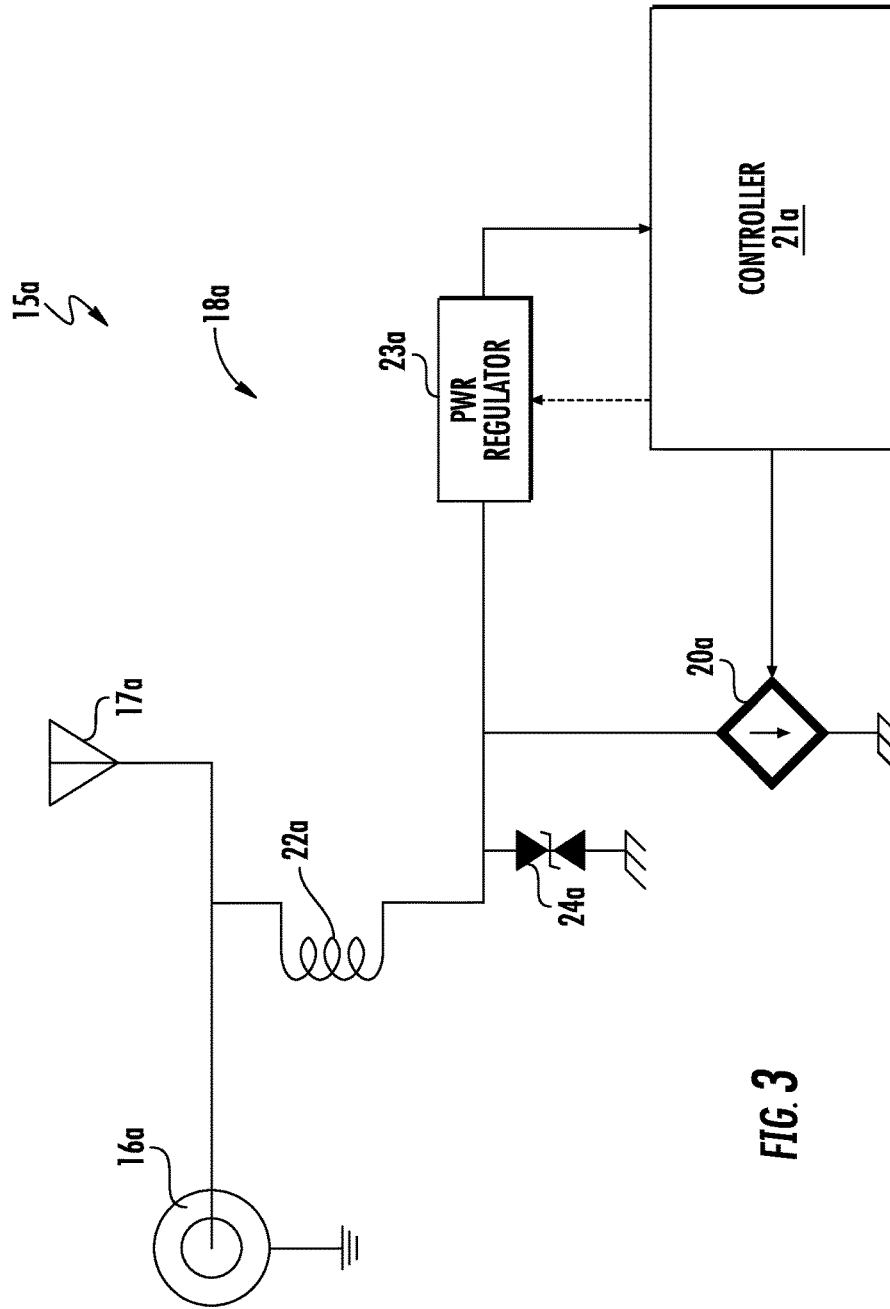 15a
18a
17a
16a
22a
23a
PWR
REGULATOR
24a
20a
CONTROLLER
21a
FIG. 3